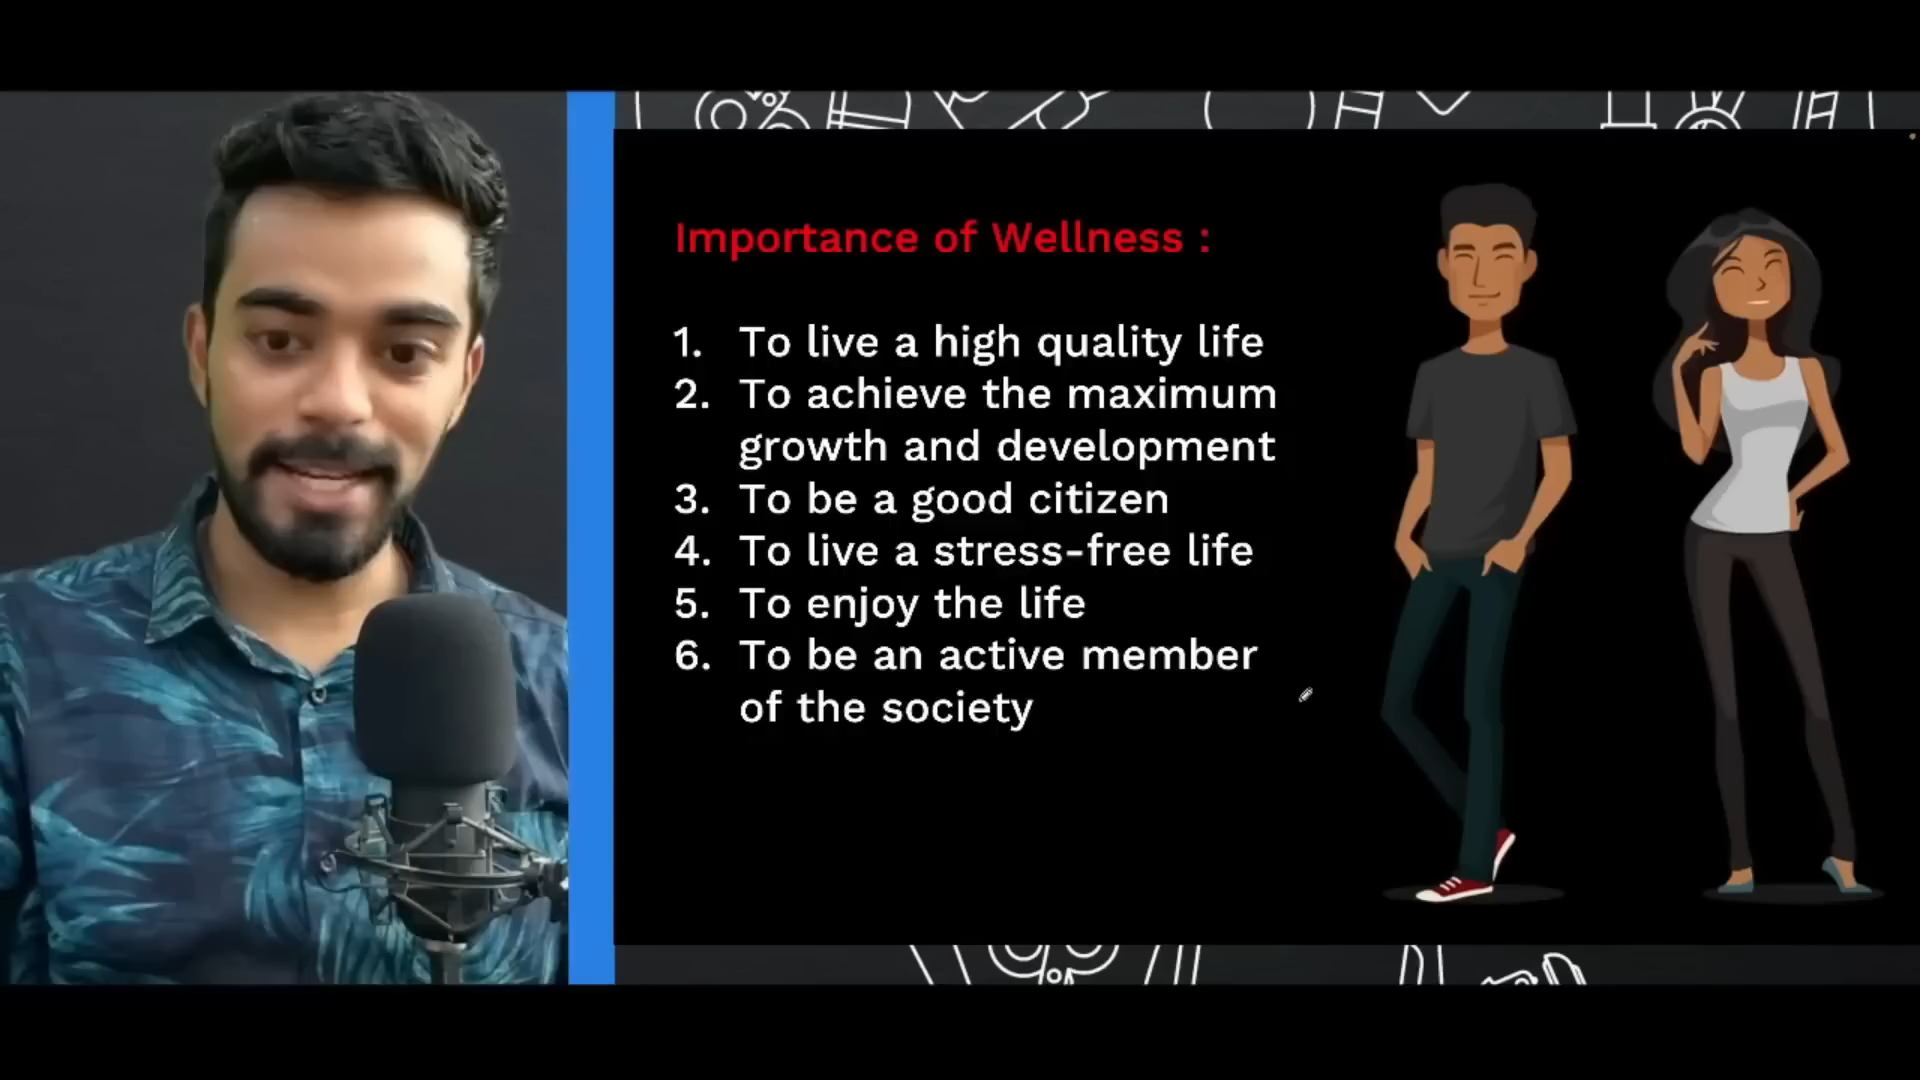 Importance of Wellness :
1. To live a high quality life
2. To achieve the maximum
growth and development
3. To be a good citizen
4. To live a stress-free life
5. To enjoy the life
6. To be an active member
of the society